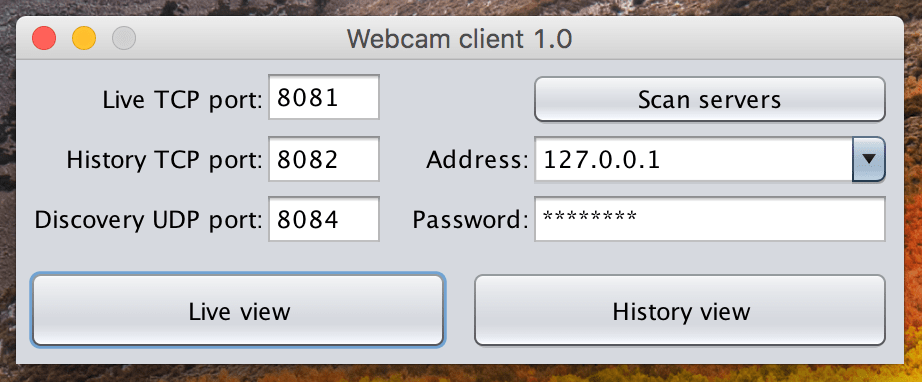 Webcam client 1.0
Live TCP port: 8081 Scan servers
History TCP port: 8082 Address: 127.0.0.1
Discovery UDP port: 8084 Password: ********
Live view History view